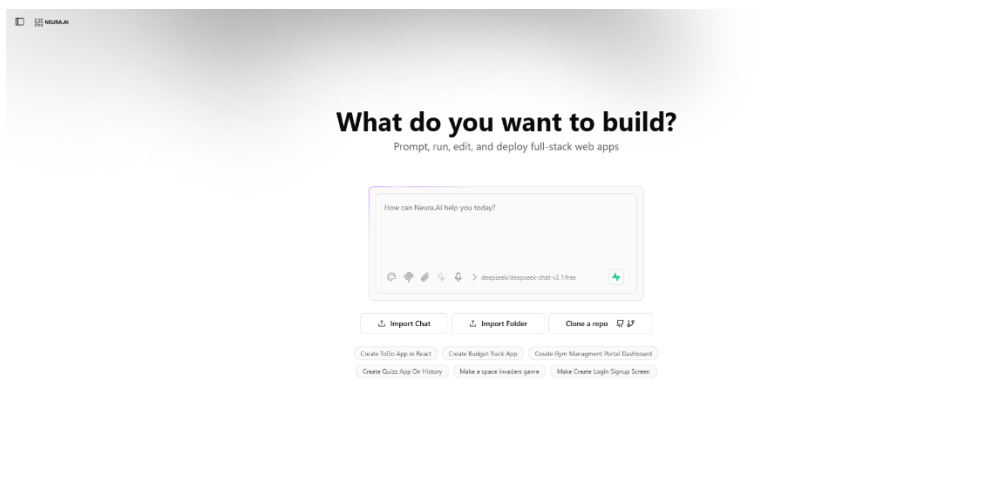 NEURA.AI
What do you want to build?
Prompt, run, edit, and deploy full-stack web apps
How can Neura.AI help you today?
deepseek/deepseek-chat-v3.1:free
Import Chat Import Folder Clone a repo
Create ToDo App in React Create Budget Track App Create Gym Managment Portal Dashboard
Create Quizz App On History Make a space invaders game Make Create Login Signup Screen